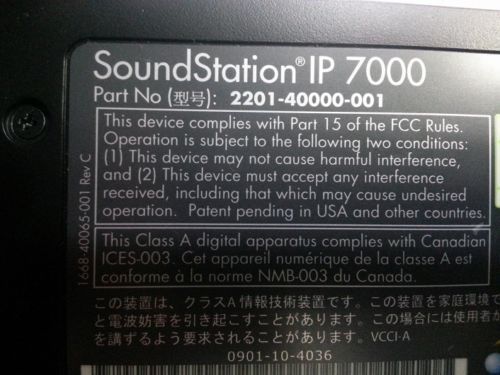 SoundStation® IP 7000
Part No (型号): 2201-40000-001
This device complies with Part 15 of the FCC Rules.
Operation is subject to the following two conditions:
(1) This device may not cause harmful interference,
and (2) This device must accept any interference
received, including that which may cause undesired
operation. Patent pending in USA and other countries.
This Class A digital apparatus complies with Canadian
ICES-003. Cet appareil numérique de la classe A est
conforme à la norme NMB-003 du Canada.
この装置は、クラスA 情報技術装置です。この装置を家庭環境で
と電波妨害を引き起こすことがあります。この場合には使用者が
を講ずるよう要求されることがあります。 VCCI-A
0901-10-4036
1668-40065-001 Rev C